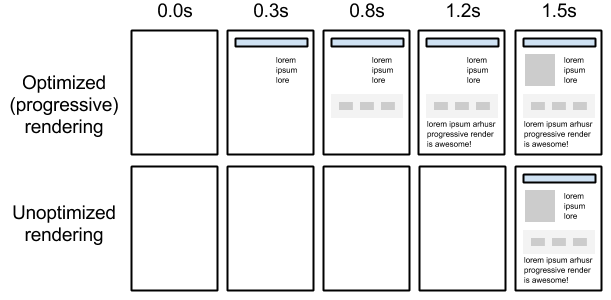 0.0s 0.3s 0.8s 1.2s 1.5s
Optimized
(progressive)
rendering
lorem
ipsum
lore
lorem
ipsum
lore
lorem ipsum arhusr
progressive render
is awesome!
lorem
ipsum
lore
lorem ipsum arhusr
progressive render
is awesome!
lorem
ipsum
lore
Unoptimized
rendering
lorem
ipsum
lore
lorem ipsum arhusr
progressive render
is awesome!